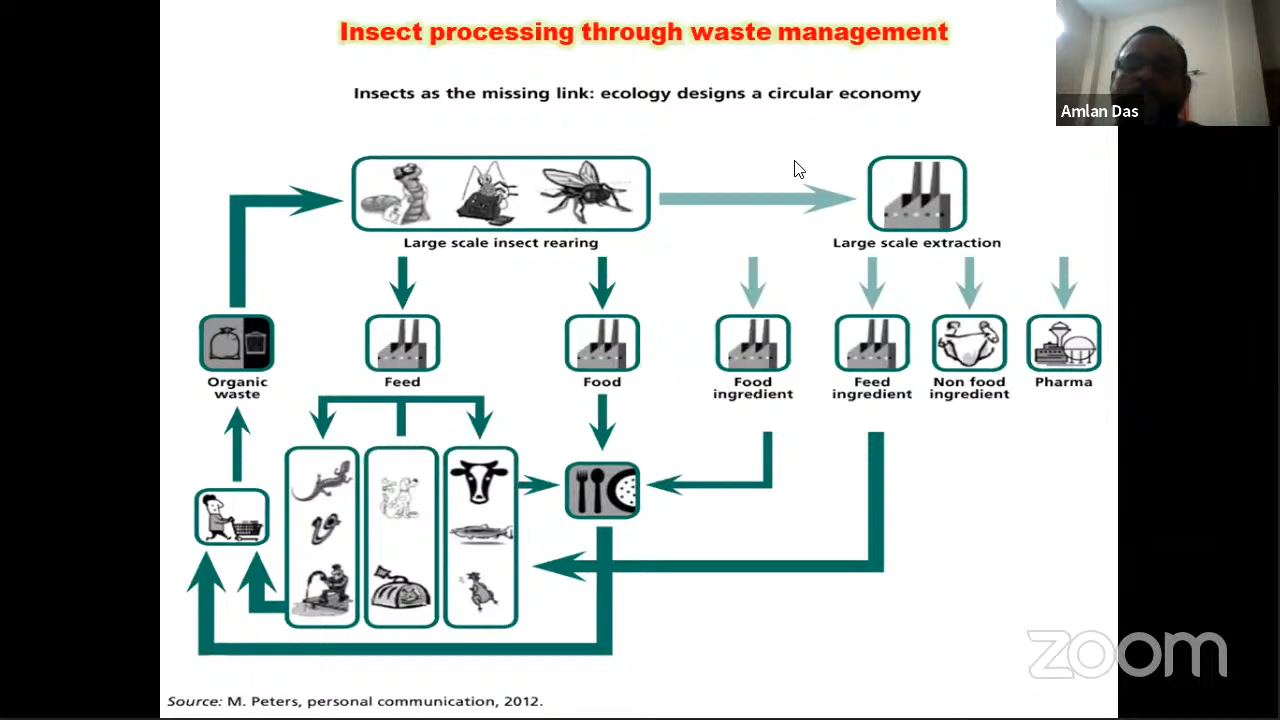 Insect processing through waste management
Amlan Das
Insects as the missing link: ecology designs a circular economy
Large scale insect rearing
Large scale extraction
Organic
waste
Feed
Food
Food
ingredient
Feed
ingredient
Non food
ingredient
Pharma
zoom
Source: M. Peters, personal communication, 2012.